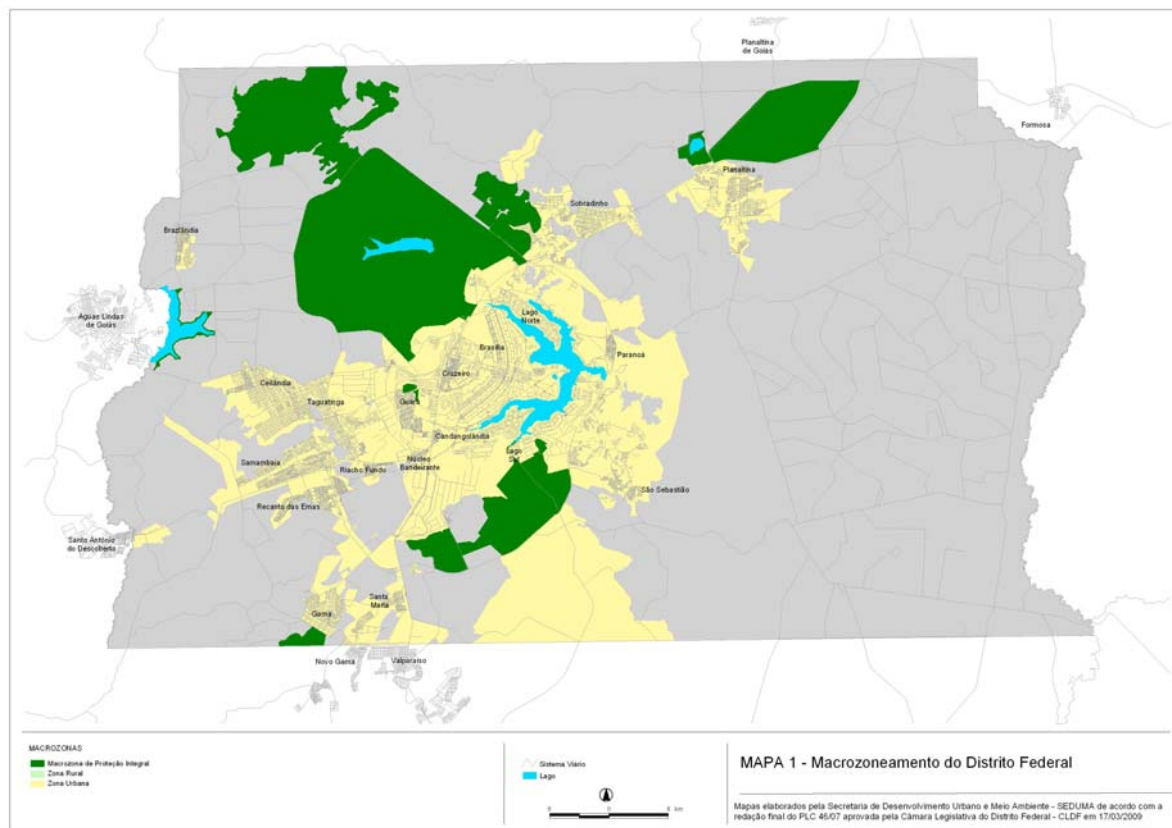 Planaltina
de Goiás
Formosa
Planaltina
Sobradinho
Brazlândia
Águas Lindas
de Goiás
Lago
Norte
Brasília
Paranoá
Cruzeiro
Ceilândia
Taguatinga
Guará
Candangolândia
Lago
Sul
Núcleo
Bandeirante
Samambaia
Riacho Fundo
São Sebastião
Recanto das Emas
Santo Antônio
do Descoberto
Santa
Maria
Gama
Novo Gama
Valparaíso
MACROZONAS
Macrozona de Proteção Integral
Zona Rural
Zona Urbana
Sistema Viário
Lago
km
MAPA 1 - Macrozoneamento do Distrito Federal
Mapas elaborados pela Secretaria de Desenvolvimento Urbano e Meio Ambiente - SEDUMA de acordo com a
redação final do PLC 46/07 aprovada pela Câmara Legislativa do Distrito Federal - CLDF em 17/03/2009